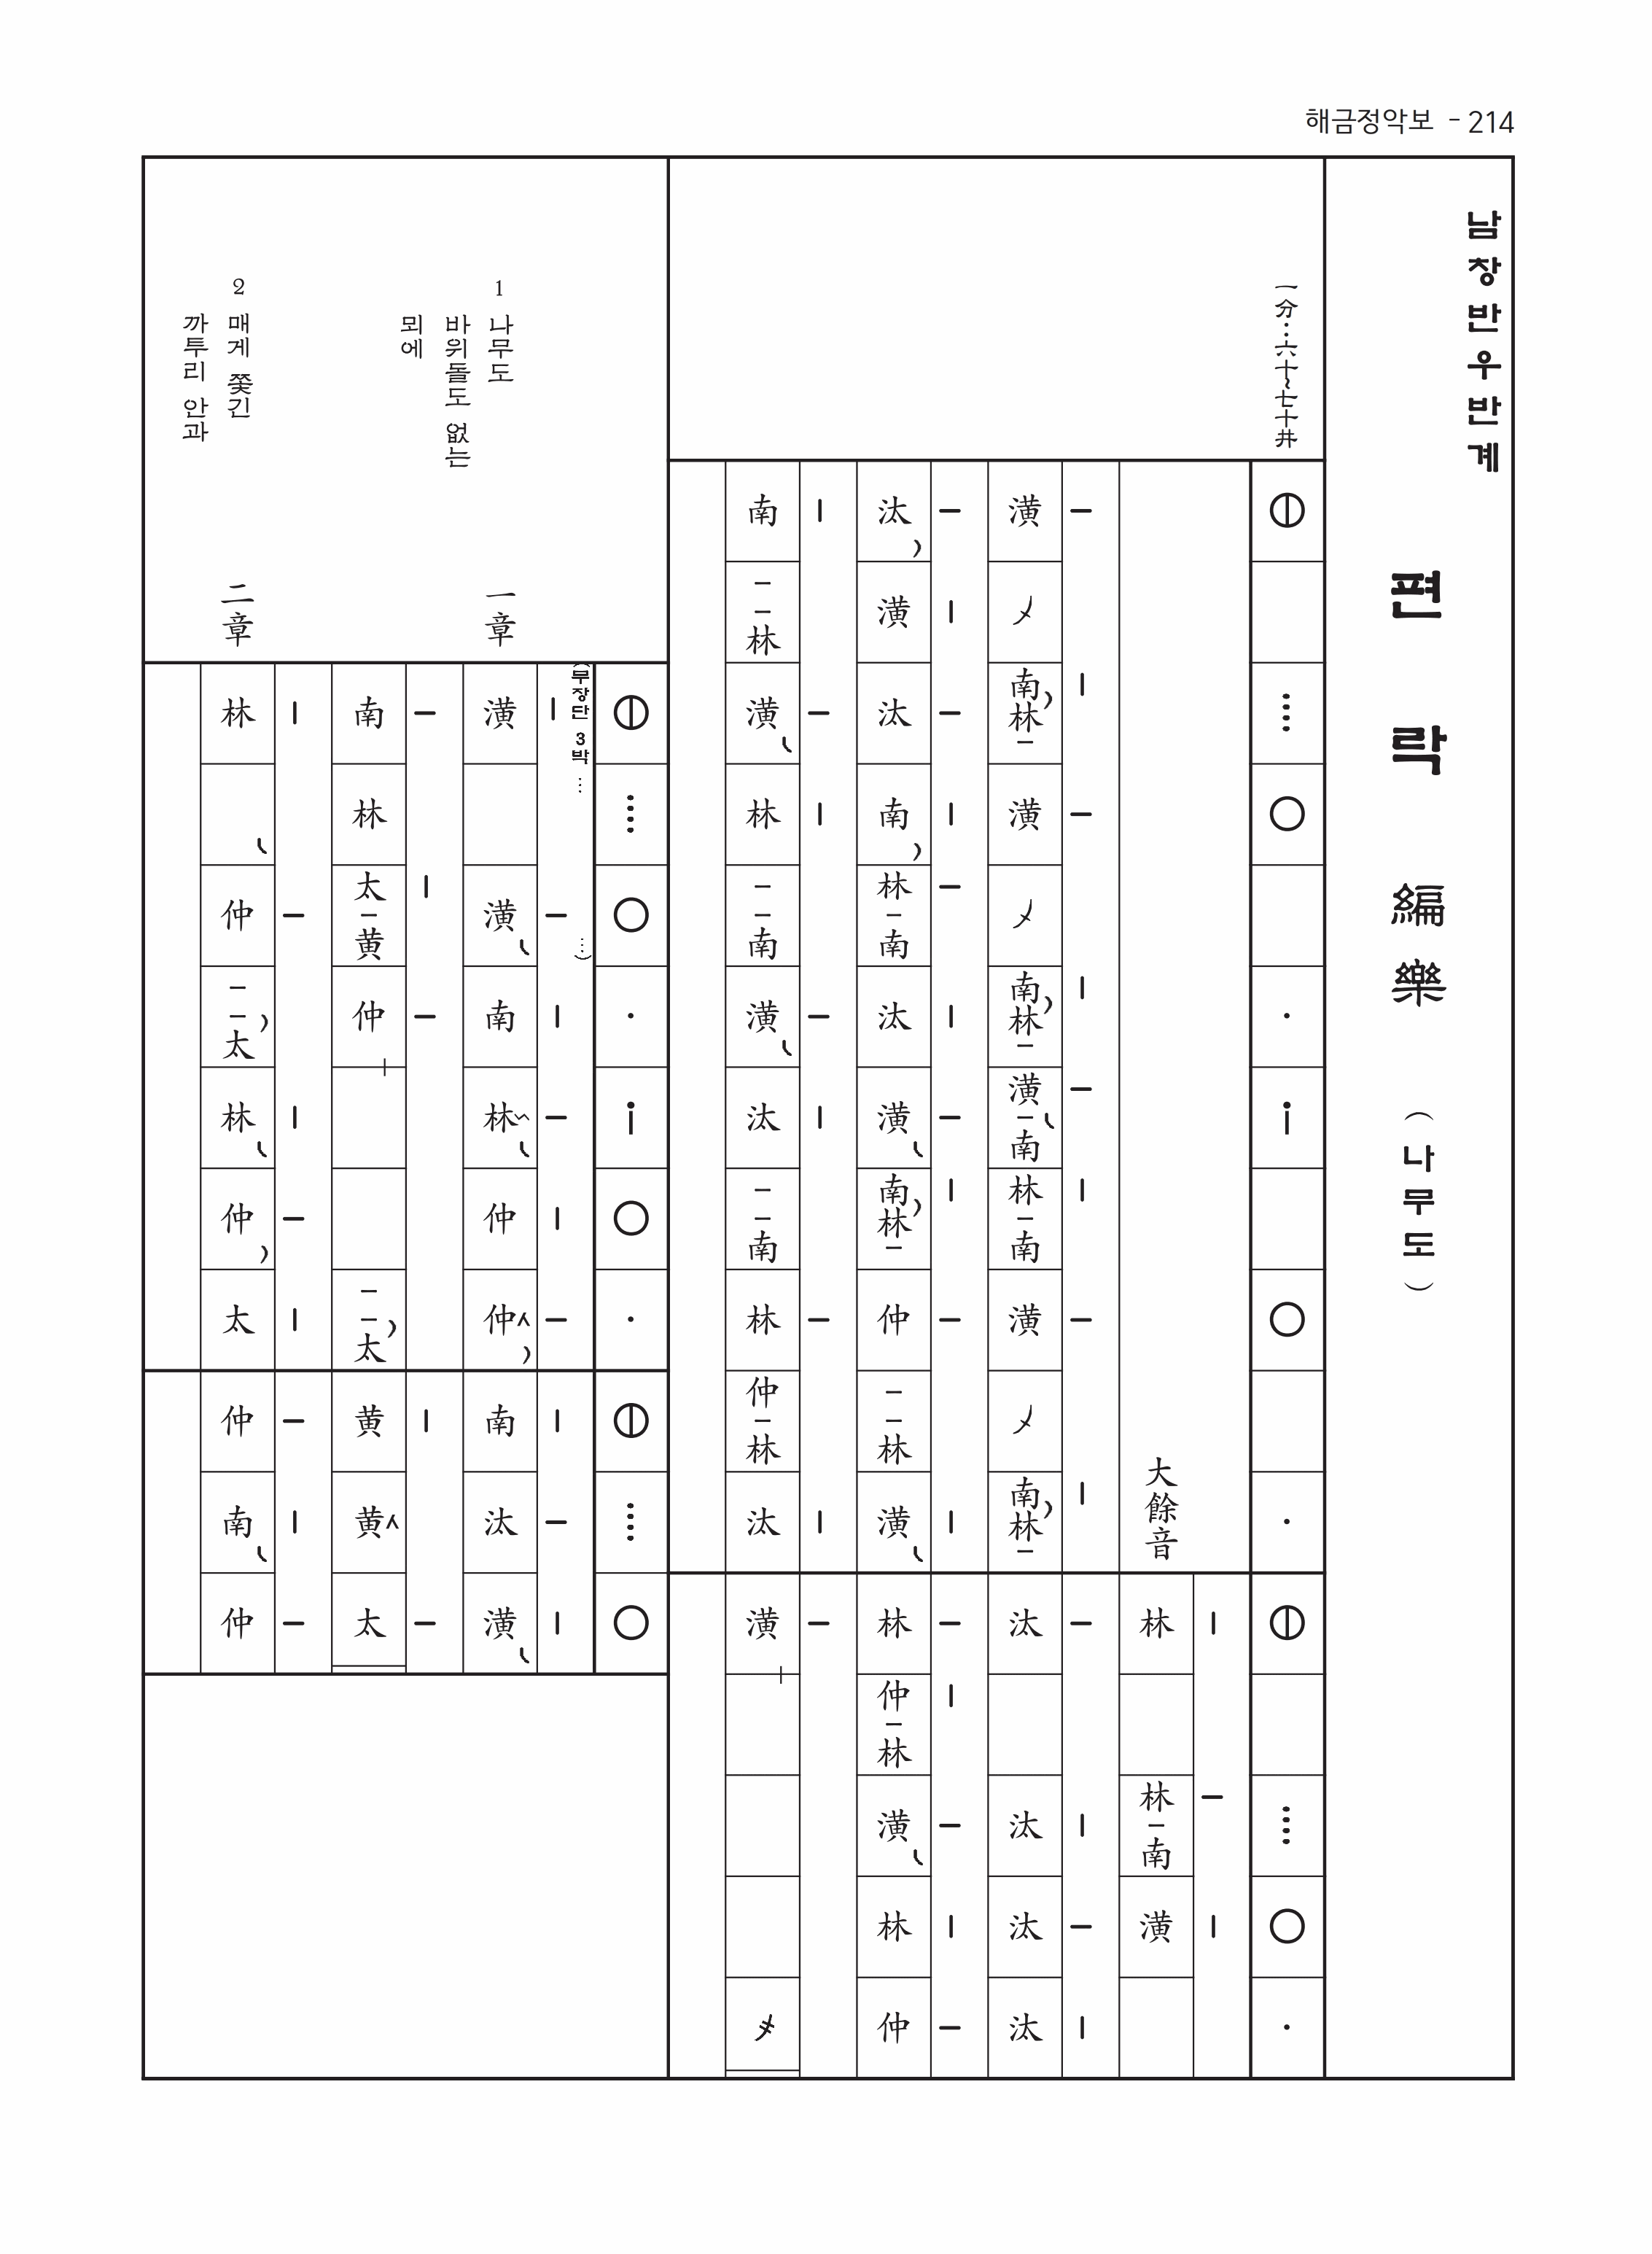 해금정악보 - 214
남창반우반계
편 락 編樂 (나무도)
一分…六十~七十井
大餘音
林
林 - 南
潢
潢
南 林 -
潢
南 林 -
潢 - 南
林 - 南
潢
南 林 -
汰
汰
汰
汰
汰
潢
汰
南
林 - 南
汰
潢
南 林 -
仲
- - 林
潢
林
仲 - 林
潢
林
仲
南
- - 林
潢
林
- - 南
潢
汰
- - 南
林
仲 - 林
汰
潢
1 나무도
바위돌도 없는
뫼에
一章
(무장단 3박 … …)
潢
潢
南
林
仲
仲
南
汰
潢
南
林
太 - 黄
仲
- - 太
黄
黄
太
2 매게 쫓긴
까투리 안과
二章
林
仲
- - 太
林
仲
太
仲
南
仲